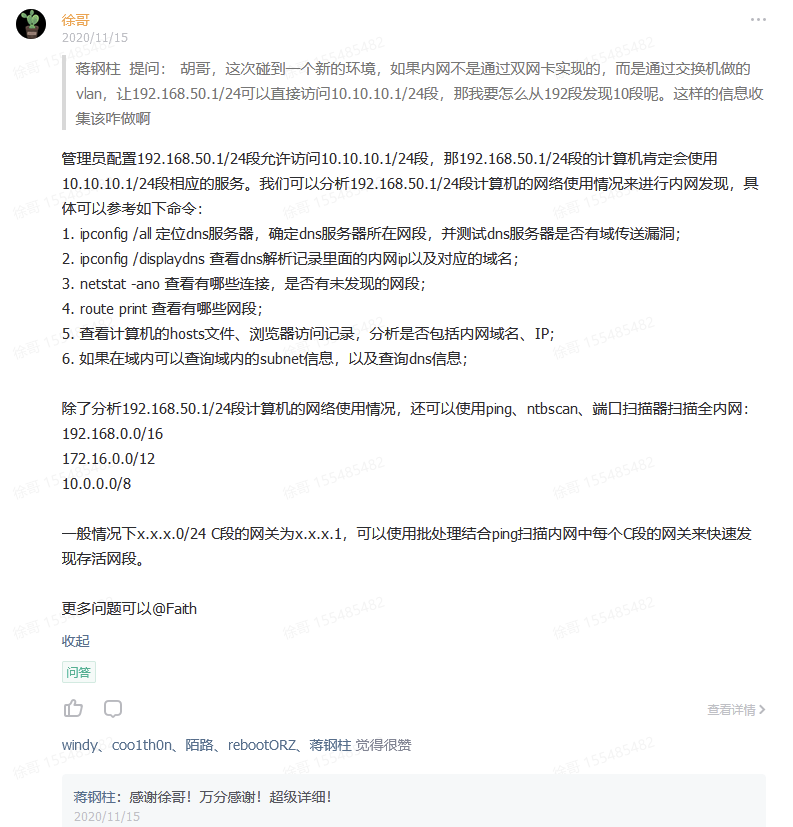 徐哥
2020/11/15
蒋钢柱 提问： 胡哥，这次碰到一个新的环境，如果内网不是通过双网卡实现的，而是通过交换机做的
vlan，让192.168.50.1/24可以直接访问10.10.10.1/24段，那我要怎么从192段发现10段呢。这样的信息收
集该咋做啊
管理员配置192.168.50.1/24段允许访问10.10.10.1/24段，那192.168.50.1/24段的计算机肯定会使用
10.10.10.1/24段相应的服务。我们可以分析192.168.50.1/24段计算机的网络使用情况来进行内网发现，具
体可以参考如下命令：
1. ipconfig /all 定位dns服务器，确定dns服务器所在网段，并测试dns服务器是否有域传送漏洞；
2. ipconfig /displaydns 查看dns解析记录里面的内网ip以及对应的域名；
3. netstat -ano 查看有哪些连接，是否有未发现的网段；
4. route print 查看有哪些网段；
5. 查看计算机的hosts文件、浏览器访问记录，分析是否包括内网域名、IP；
6. 如果在域内可以查询域内的subnet信息，以及查询dns信息；
除了分析192.168.50.1/24段计算机的网络使用情况，还可以使用ping、ntbscan、端口扫描器扫描全内网：
192.168.0.0/16
172.16.0.0/12
10.0.0.0/8
一般情况下x.x.x.0/24 C段的网关为x.x.x.1，可以使用批处理结合ping扫描内网中每个C段的网关来快速发
现存活网段。
更多问题可以@Faith
收起
问答
查看详情
windy、coo1th0n、陌路、rebootORZ、蒋钢柱 觉得很赞
蒋钢柱：感谢徐哥！万分感谢！超级详细！
2020/11/15
徐哥 155485482